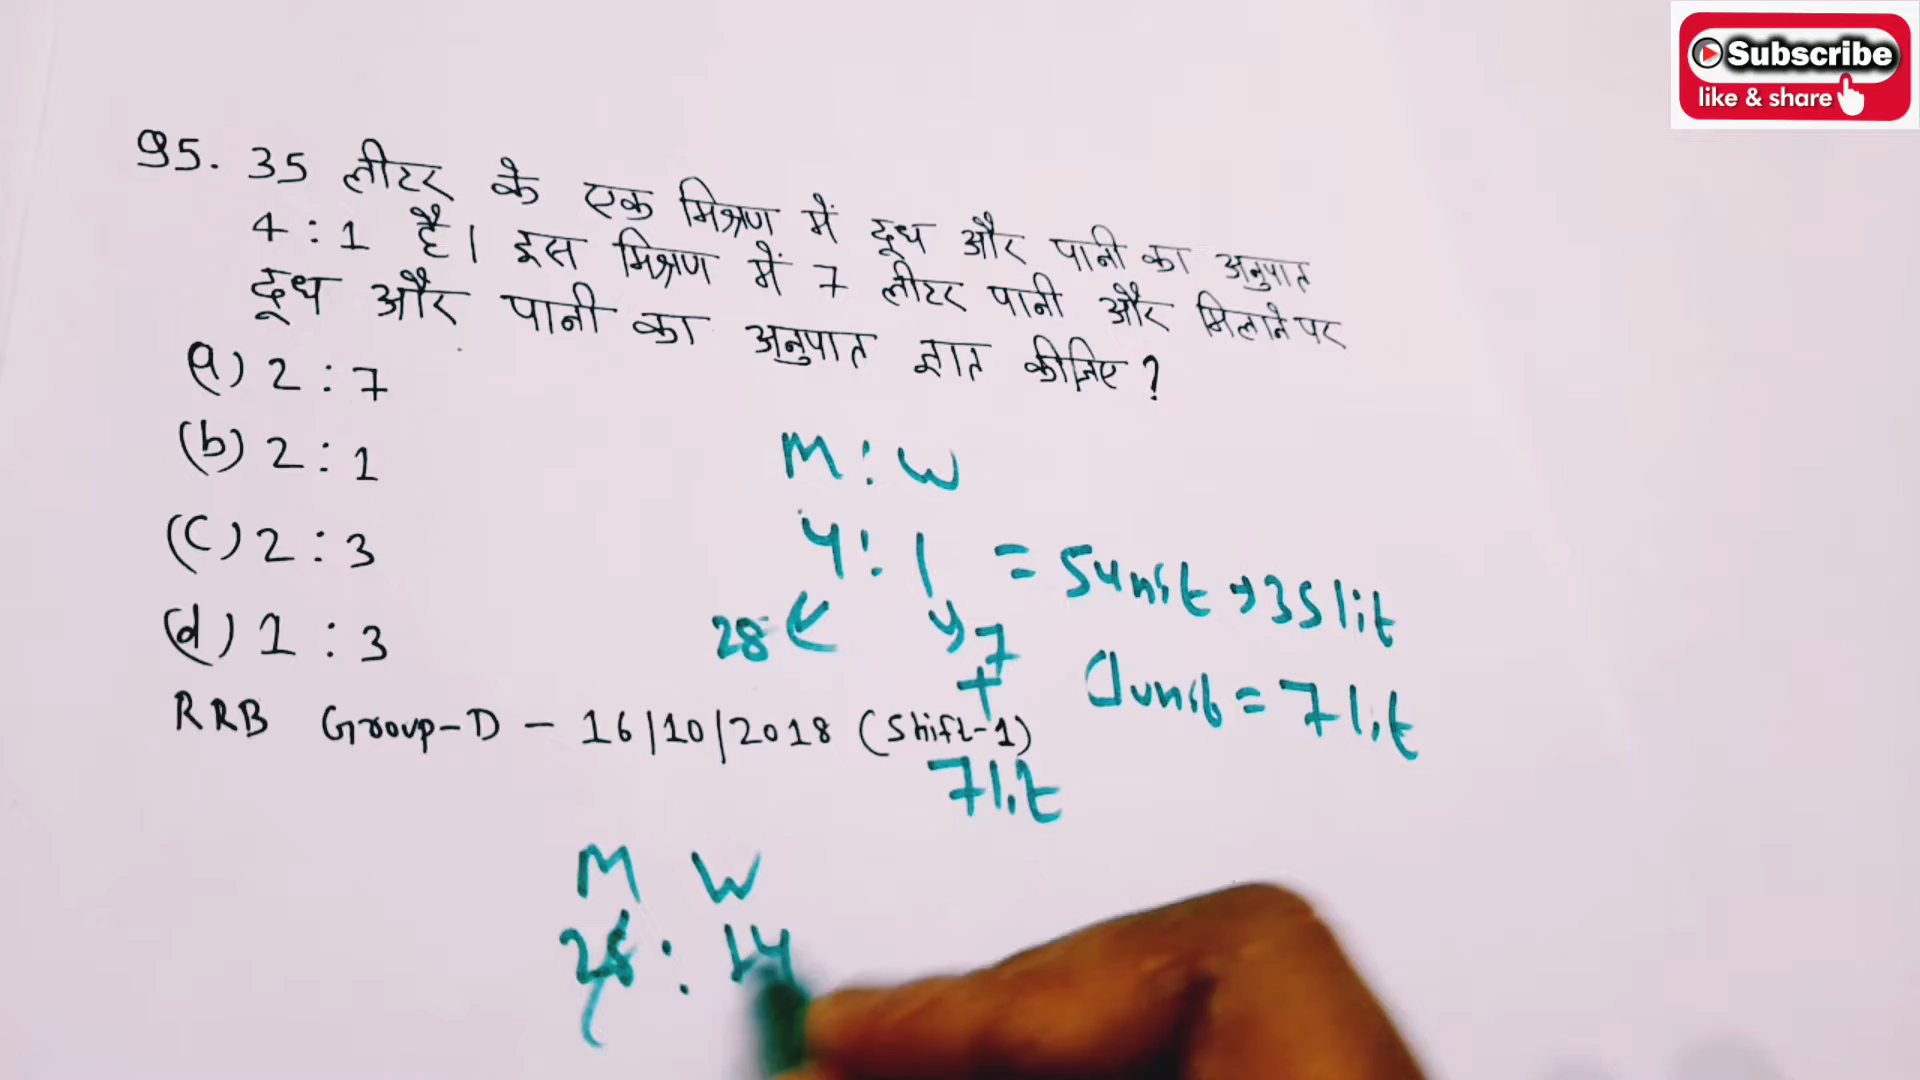 Subscribe
like & share
95. 35 लीटर के एक मिश्रण में दूध और पानी का अनुपात
4 : 1 है। इस मिश्रण में 7 लीटर पानी और मिलाने पर
दूध और पानी का अनुपात ज्ञात कीजिए ?
(a) 2 : 7
(b) 2 : 1
(c) 2 : 3
(d) 1 : 3
RRB Group-D - 16/10/2018 (Shift-1)
M : W
4 : 1 = 5unit → 35 lit
28 7
+
1 unit = 7 lit
7 lit
M W
28 : 14